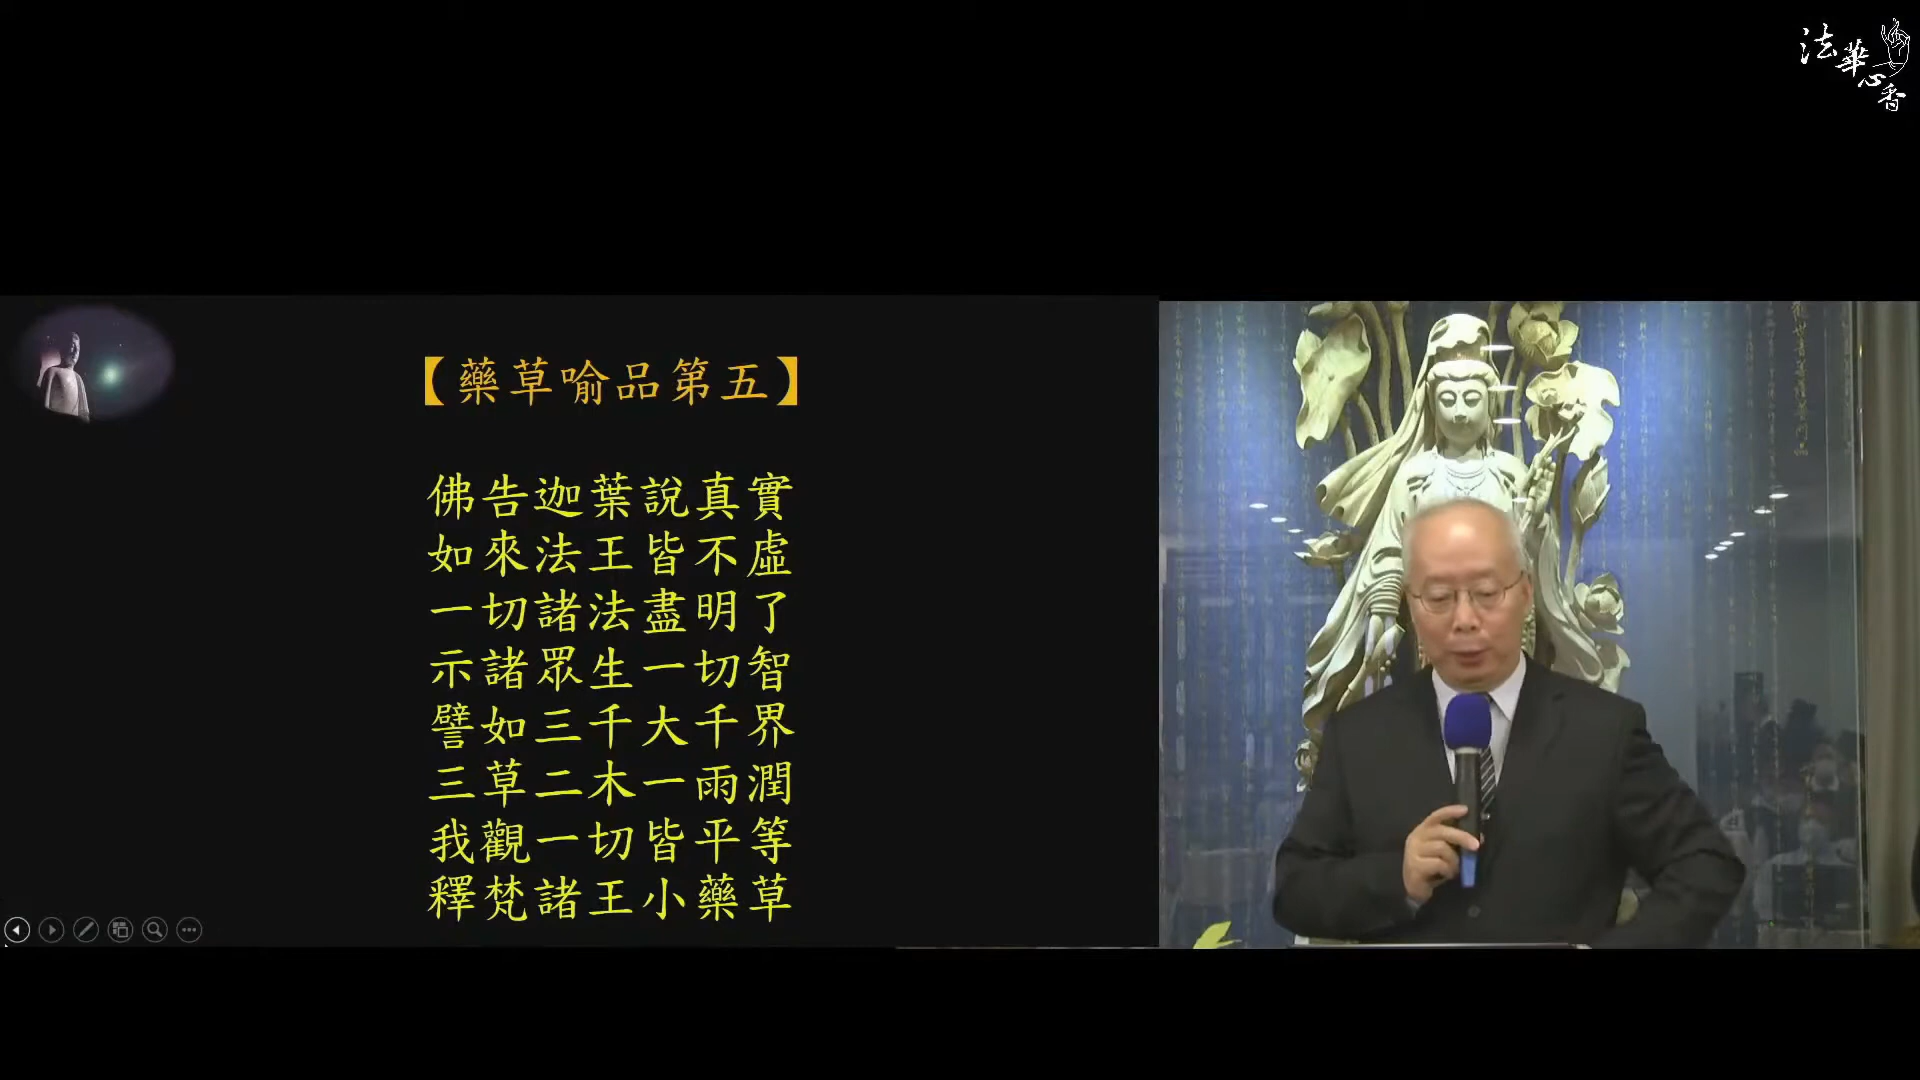 法華心香
【藥草喻品第五】
佛告迦葉說真實
如來法王皆不虛
一切諸法盡明了
示諸眾生一切智
譬如三千大千界
三草二木一雨潤
我觀一切皆平等
釋梵諸王小藥草